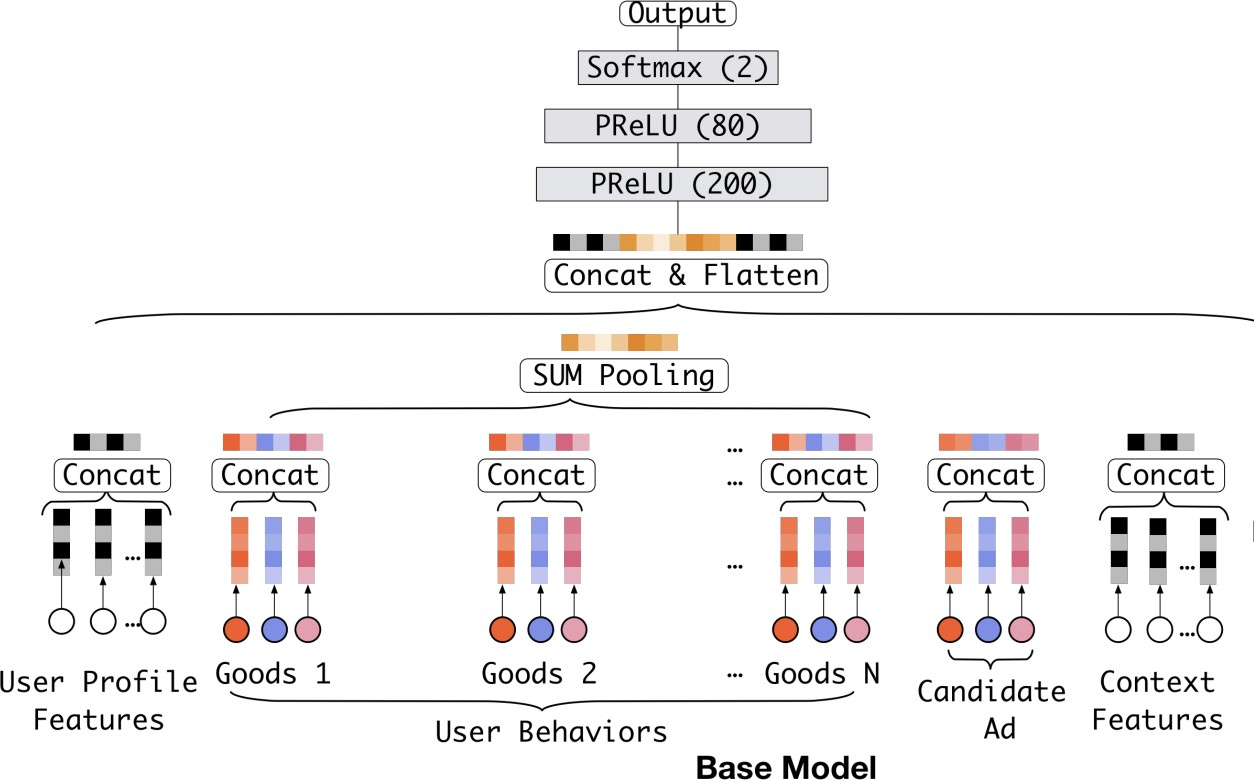 Output
Softmax (2)
PReLU (80)
PReLU (200)
Concat & Flatten
SUM Pooling
...
Concat Concat Concat ... Concat Concat Concat
... ... ...
... ...
Goods 1 Goods 2 ... Goods N
User Profile
Features
User Behaviors
Candidate
Ad
Context
Features
Base Model